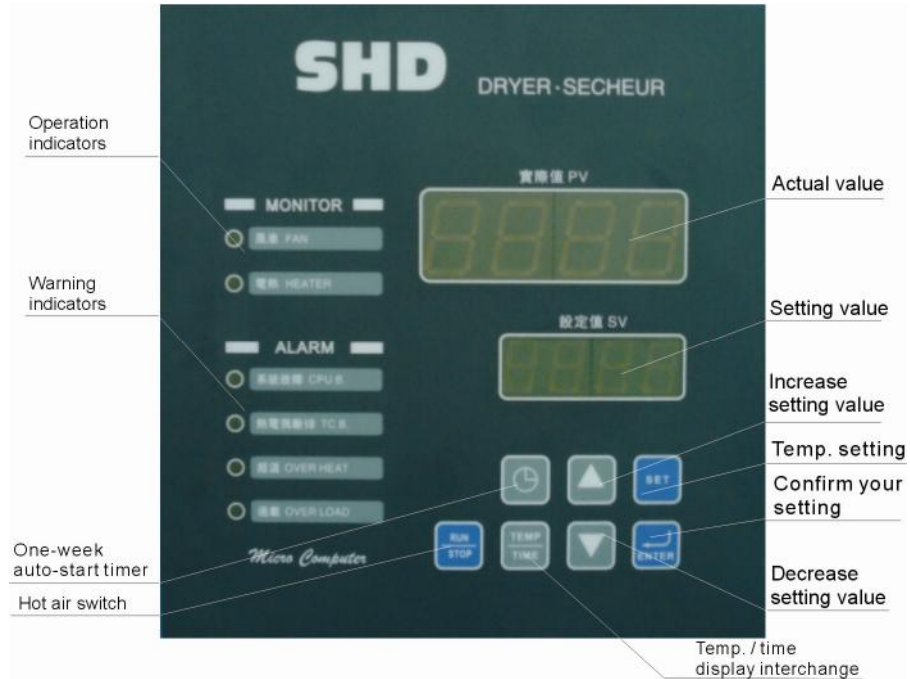 SHD
DRYER·SECHEUR
Operation
indicators
實際值 PV
Actual value
MONITOR
風車 FAN
電熱 HEATER
Warning
indicators
設定值 SV
Setting value
ALARM
系統故障 CPU B.
熱電偶斷線 TC B.
超溫 OVER HEAT
過載 OVER LOAD
Increase
setting value
Temp. setting
SET
Confirm your
setting
RUN
STOP
TEMP
TIME
ENTER
Micro Computer
One-week
auto-start timer
Hot air switch
Decrease
setting value
Temp. / time
display interchange